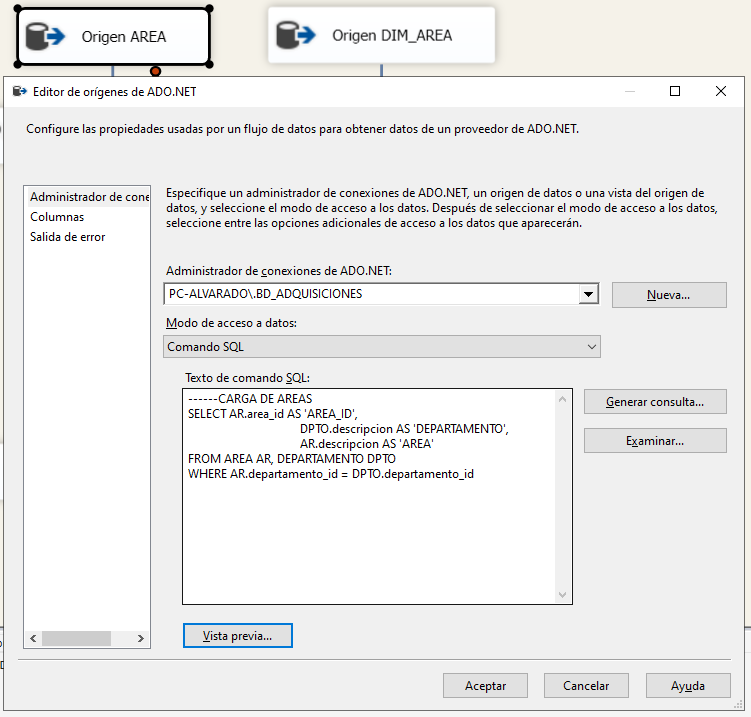 Origen AREA
Origen DIM_AREA
Editor de orígenes de ADO.NET
Configure las propiedades usadas por un flujo de datos para obtener datos de un proveedor de ADO.NET.
Administrador de cone
Columnas
Salida de error
Especifique un administrador de conexiones de ADO.NET, un origen de datos o una vista del origen de
datos, y seleccione el modo de acceso a los datos. Después de seleccionar el modo de acceso a los datos,
seleccione entre las opciones adicionales de acceso a los datos que aparecerán.
Administrador de conexiones de ADO.NET:
PC-ALVARADO\.BD_ADQUISICIONES
Nueva...
Modo de acceso a datos:
Comando SQL
Texto de comando SQL:
------CARGA DE AREAS
SELECT AR.area_id AS 'AREA_ID',
DPTO.descripcion AS 'DEPARTAMENTO',
AR.descripcion AS 'AREA'
FROM AREA AR, DEPARTAMENTO DPTO
WHERE AR.departamento_id = DPTO.departamento_id
Generar consulta...
Examinar...
Vista previa...
Aceptar
Cancelar
Ayuda